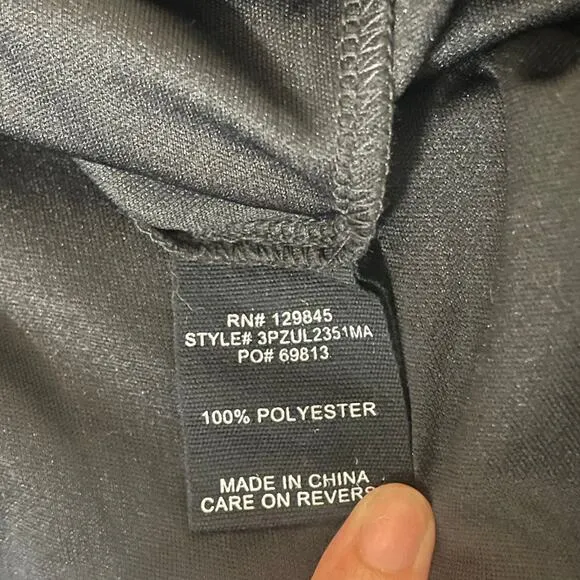 RN# 129845
STYLE# 3PZUL2351MA
PO# 69813
100% POLYESTER
MADE IN CHINA
CARE ON REVERS